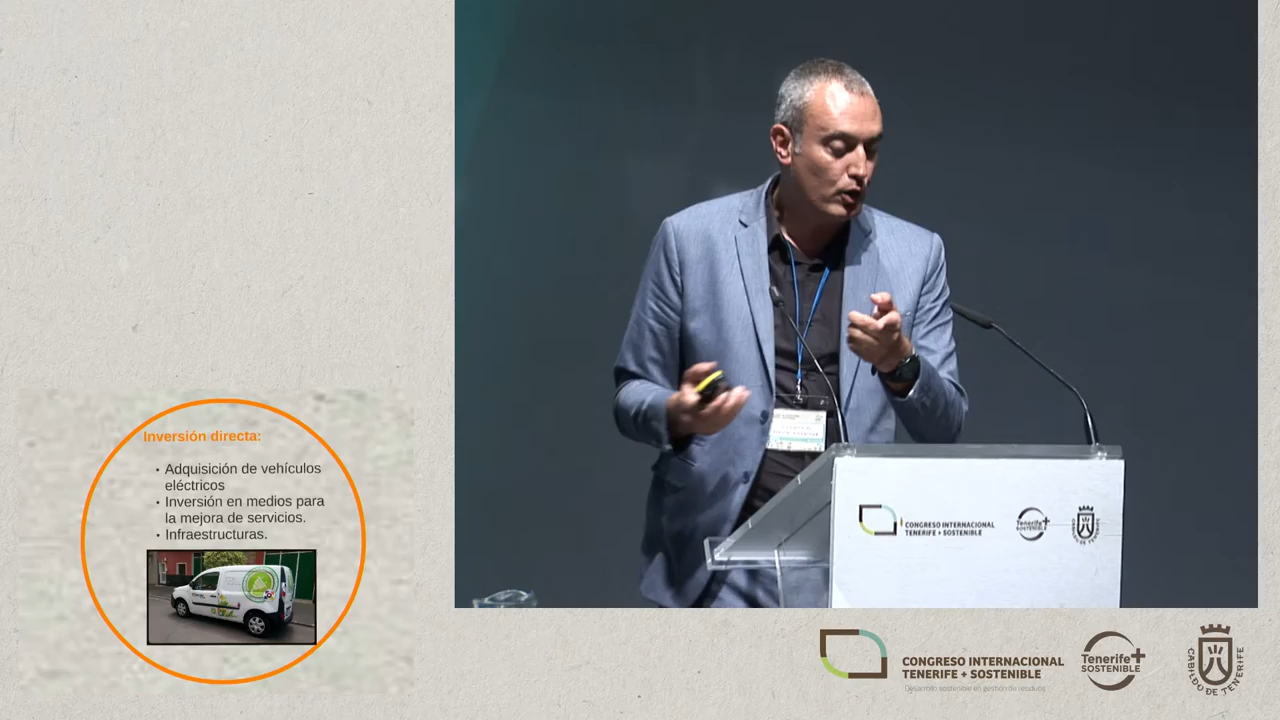 Inversión directa:
• Adquisición de vehículos
eléctricos
• Inversión en medios para
la mejora de servicios.
• Infraestructuras.
CONGRESO INTERNACIONAL
TENERIFE + SOSTENIBLE
Tenerife+
SOSTENIBLE
CONGRESO INTERNACIONAL
TENERIFE + SOSTENIBLE
Desarrollo sostenible en gestión de residuos
Tenerife+
SOSTENIBLE
CABILDO DE TENERIFE